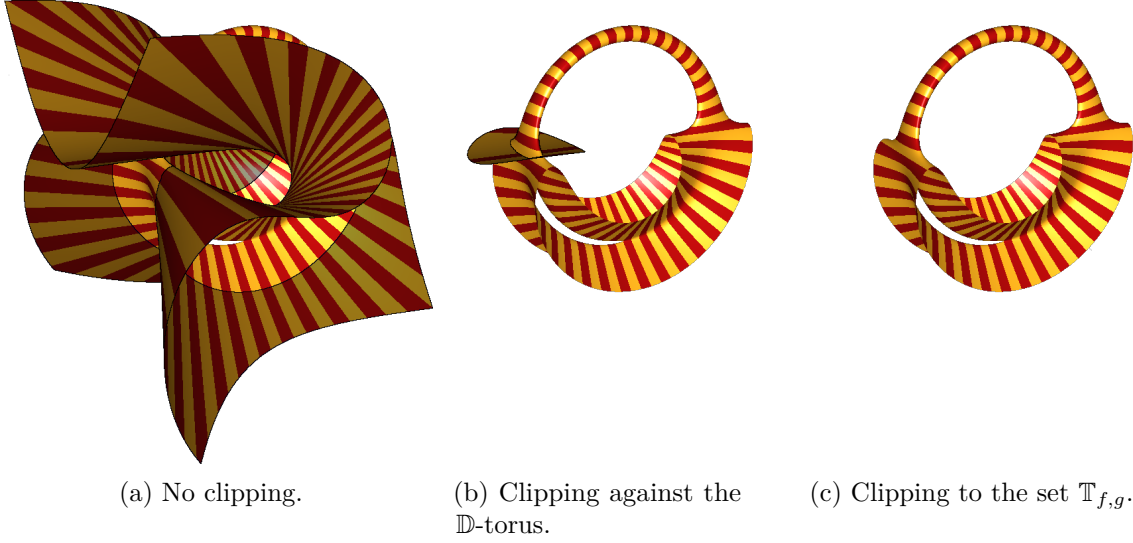 (a) No clipping.
(b) Clipping against the
𝔻-torus.
(c) Clipping to the set 𝕋_{f,g}.